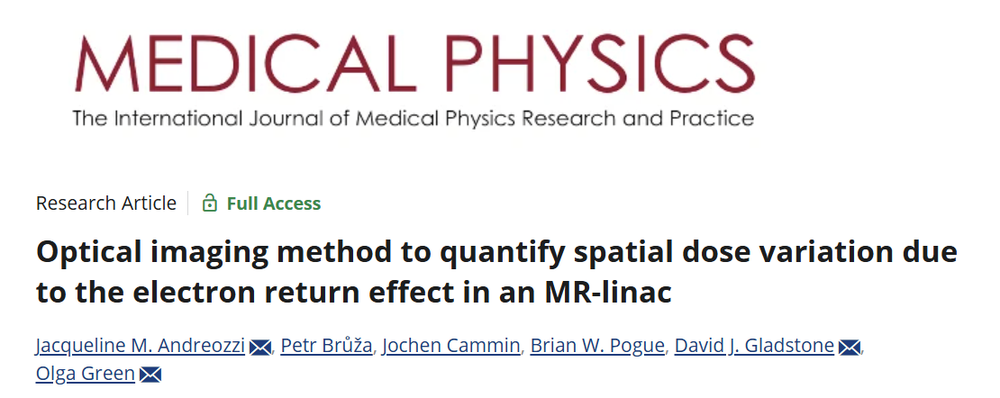 MEDICAL PHYSICS
The International Journal of Medical Physics Research and Practice
Research Article Full Access
Optical imaging method to quantify spatial dose variation due
to the electron return effect in an MR-linac
Jacqueline M. Andreozzi, Petr Brůža, Jochen Cammin, Brian W. Pogue, David J. Gladstone,
Olga Green